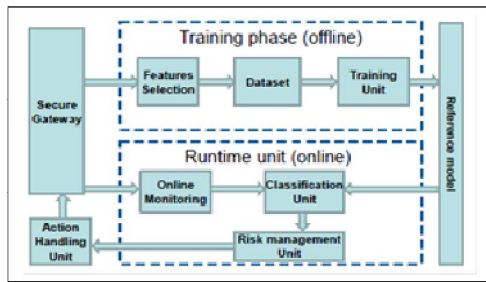 Training phase (offline)
Features
Selection
Dataset
Training
Unit
Secure
Gateway
Reference model
Runtime unit (online)
Online
Monitoring
Classification
Unit
Action
Handling
Unit
Risk management
Unit